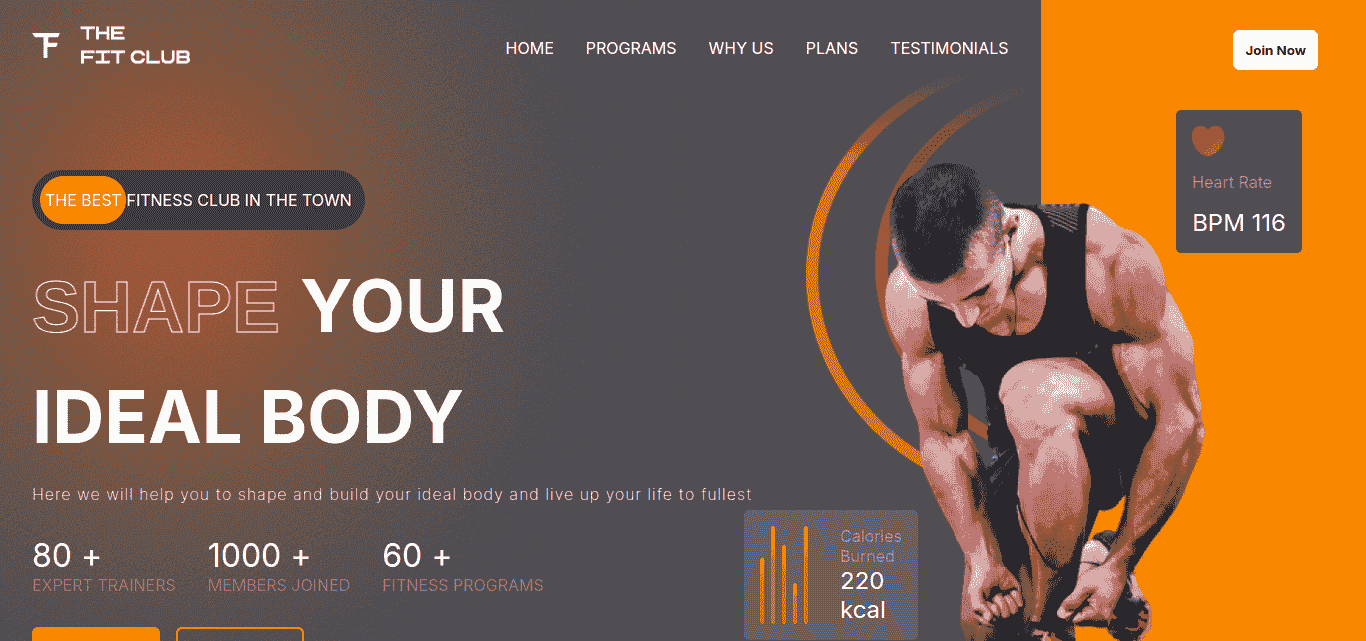 THE
FIT CLUB
HOME PROGRAMS WHY US PLANS TESTIMONIALS
Join Now
Heart Rate
BPM 116
THE BEST FITNESS CLUB IN THE TOWN
SHAPE YOUR
IDEAL BODY
Here we will help you to shape and build your ideal body and live up your life to fullest
80 + 1000 + 60 +
EXPERT TRAINERS MEMBERS JOINED FITNESS PROGRAMS
Calories
Burned
220
kcal